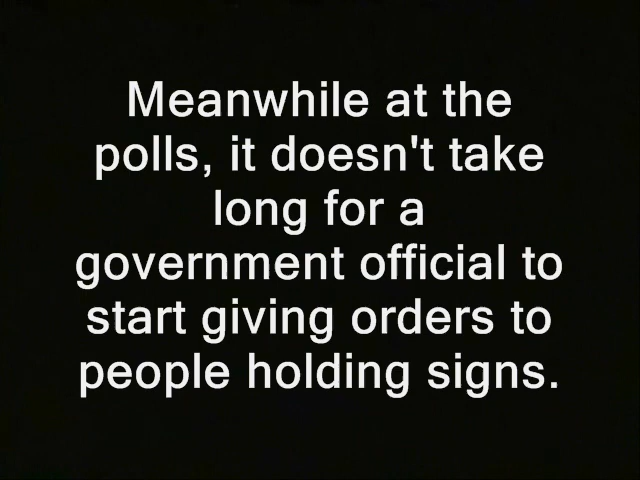 Meanwhile at the
polls, it doesn't take
long for a
government official to
start giving orders to
people holding signs.